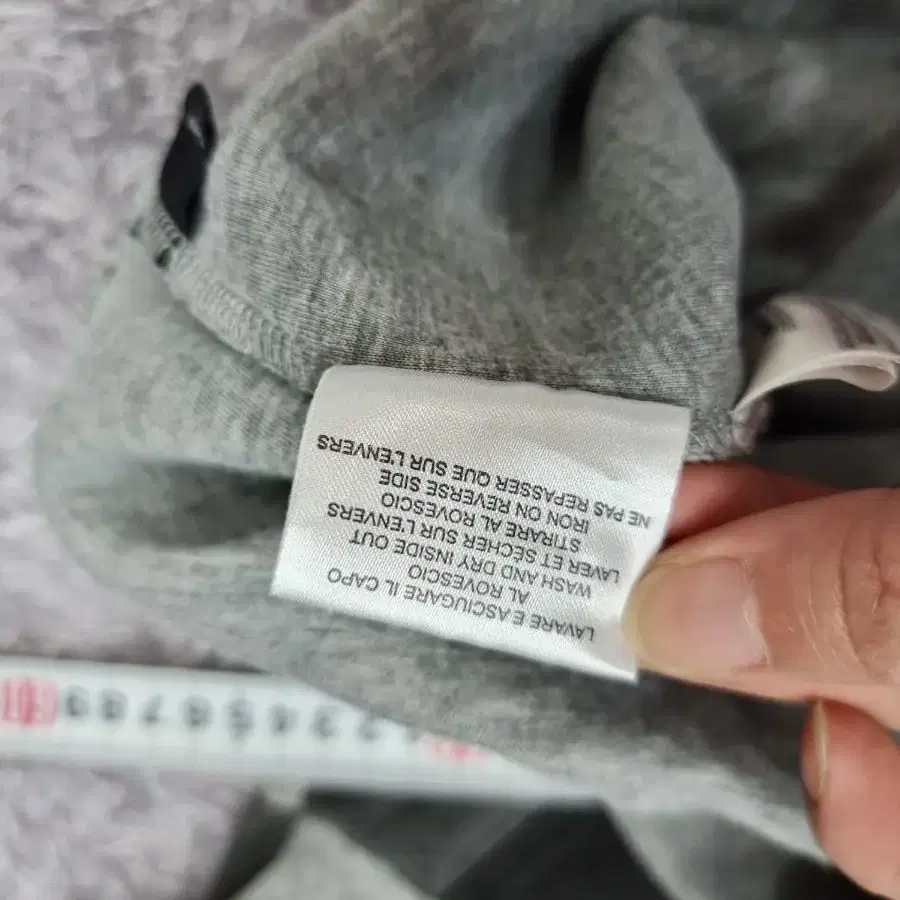 LAVARE E ASCIUGARE IL CAPO
AL ROVESCIO
WASH AND DRY INSIDE OUT
LAVER ET SECHER SUR L'ENVERS
STIRARE AL ROVESCIO
IRON ON REVERSE SIDE
NE PAS REPASSER QUE SUR L'ENVERS